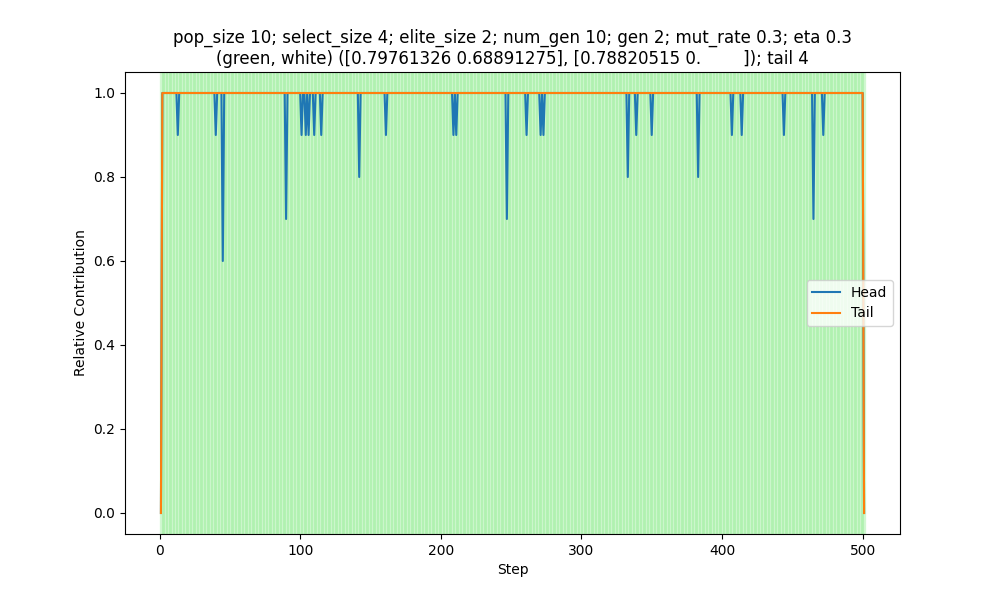 pop_size 10; select_size 4; elite_size 2; num_gen 10; gen 2; mut_rate 0.3; eta 0.3
(green, white) ([0.79761326 0.68891275], [0.78820515 0.         ]); tail 4
1.0
0.8
0.6
0.4
0.2
0.0
Relative Contribution
Head
Tail
0
100
200
300
400
500
Step